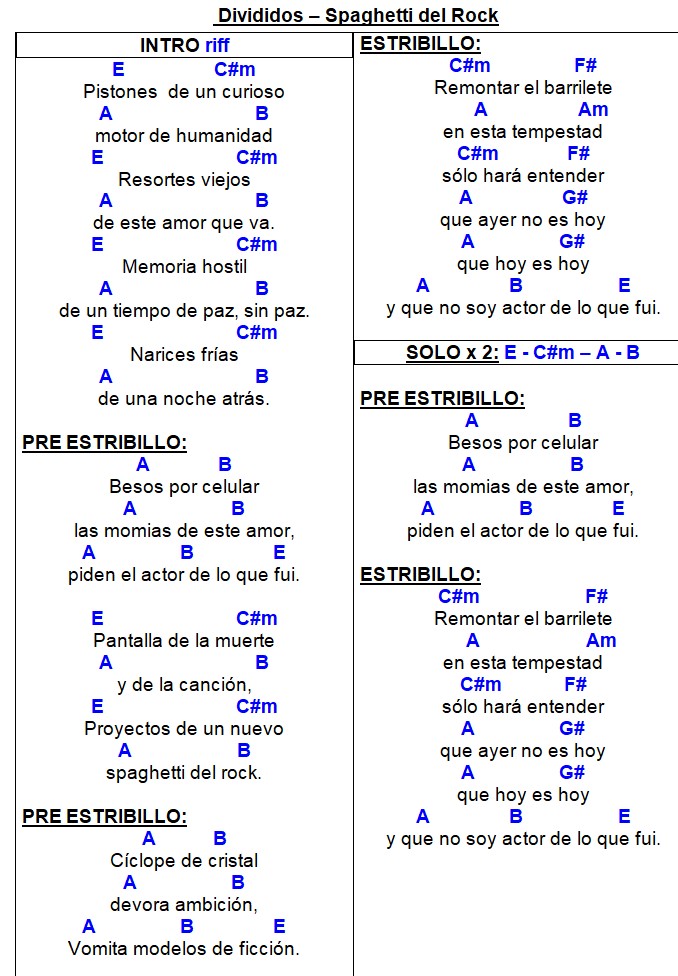 Divididos – Spaghetti del Rock
INTRO riff
E C#m
Pistones de un curioso
A B
motor de humanidad
E C#m
Resortes viejos
A B
de este amor que va.
E C#m
Memoria hostil
A B
de un tiempo de paz, sin paz.
E C#m
Narices frías
A B
de una noche atrás.
PRE ESTRIBILLO:
A B
Besos por celular
A B
las momias de este amor,
A B E
piden el actor de lo que fui.
E C#m
Pantalla de la muerte
A B
y de la canción,
E C#m
Proyectos de un nuevo
A B
spaghetti del rock.
PRE ESTRIBILLO:
A B
Cíclope de cristal
A B
devora ambición,
A B E
Vomita modelos de ficción.
ESTRIBILLO:
C#m F#
Remontar el barrilete
A Am
en esta tempestad
C#m F#
sólo hará entender
A G#
que ayer no es hoy
A G#
que hoy es hoy
A B E
y que no soy actor de lo que fui.
SOLO x 2: E - C#m – A - B
PRE ESTRIBILLO:
A B
Besos por celular
A B
las momias de este amor,
A B E
piden el actor de lo que fui.
ESTRIBILLO:
C#m F#
Remontar el barrilete
A Am
en esta tempestad
C#m F#
sólo hará entender
A G#
que ayer no es hoy
A G#
que hoy es hoy
A B E
y que no soy actor de lo que fui.